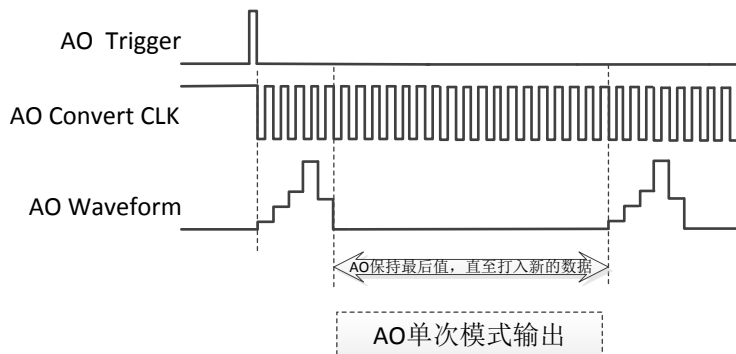 AO Trigger
AO Convert CLK
AO Waveform
AO保持最后值，直至打入新的数据
AO单次模式输出